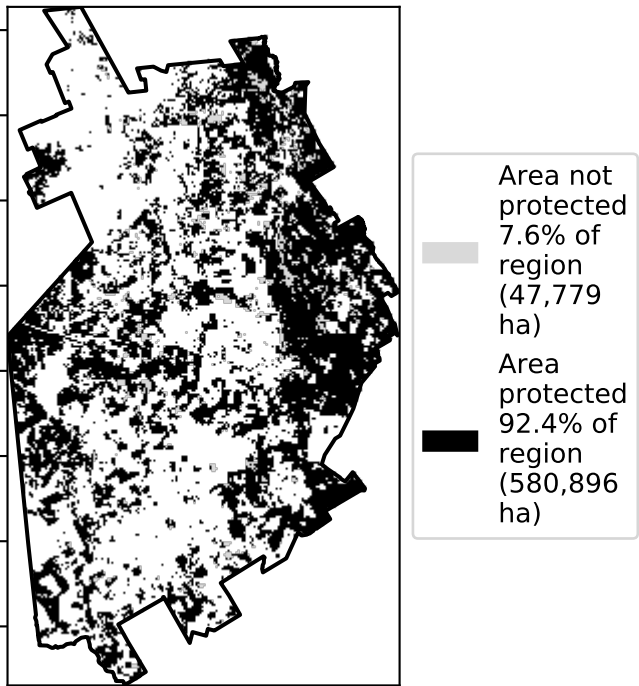 Area not
protected
7.6% of
region
(47,779
ha)
Area
protected
92.4% of
region
(580,896
ha)